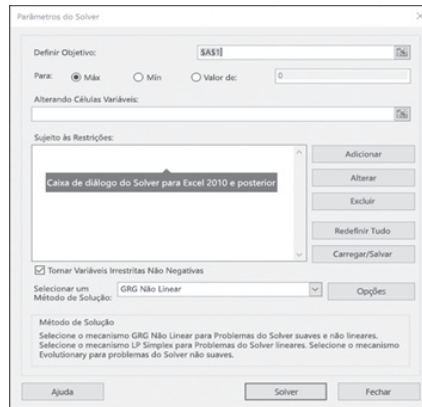 Parâmetros do Solver
Definir Objetivo: $A$1
Para: Máx Mín Valor de: 0
Alterando Células Variáveis:
Sujeito às Restrições:
Adicionar
Caixa de diálogo do Solver para Excel 2010 e posterior
Alterar
Excluir
Redefinir Tudo
Carregar/Salvar
Tornar Variáveis Irrestritas Não Negativas
Selecionar um
Método de Solução:
GRG Não Linear
Opções
Método de Solução
Selecione o mecanismo GRG Não Linear para Problemas do Solver suaves e não lineares.
Selecione o mecanismo LP Simplex para Problemas do Solver lineares. Selecione o mecanismo
Evolutionary para problemas do Solver não suaves.
Ajuda Solver Fechar